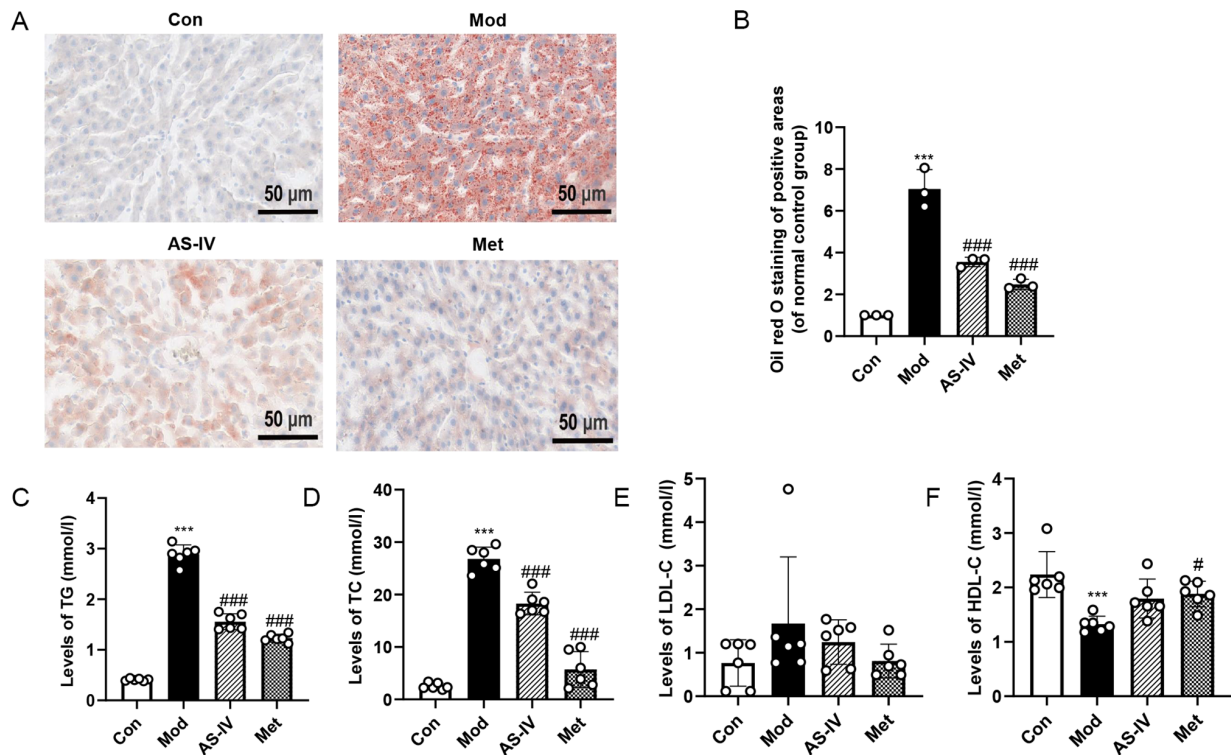 A
Con
Mod
50 µm
50 µm
AS-IV
Met
50 µm
50 µm
B
Oil red O staining of positive areas
(of normal control group)
10
8
6
4
2
0
***
###
###
Con
Mod
AS-IV
Met
C
Levels of TG (mmol/l)
4
3
2
1
0
***
###
###
Con
Mod
AS-IV
Met
D
Levels of TC (mmol/l)
40
30
20
10
0
***
###
###
Con
Mod
AS-IV
Met
E
Levels of LDL-C (mmol/l)
5
4
3
2
1
0
Con
Mod
AS-IV
Met
F
Levels of HDL-C (mmol/l)
4
3
2
1
0
***
#
Con
Mod
AS-IV
Met